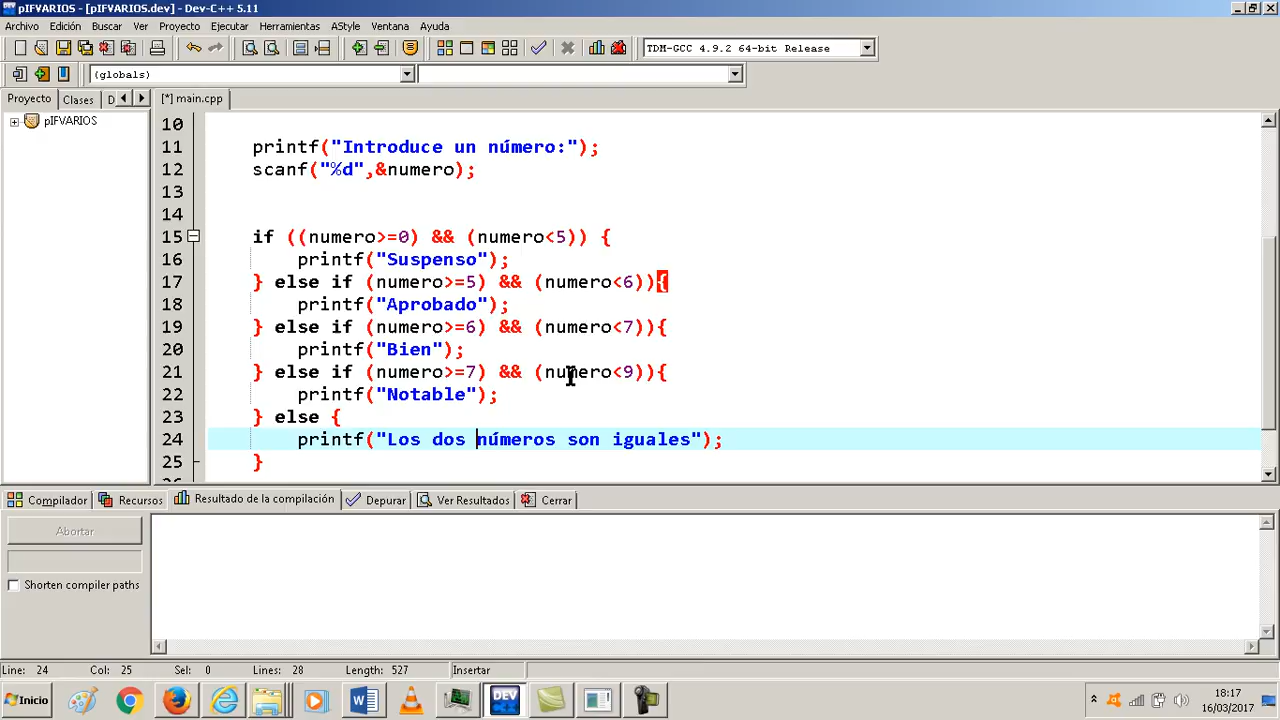 pIFVARIOS - [pIFVARIOS.dev] - Dev-C++ 5.11
Archivo Edición Buscar Ver Proyecto Ejecutar Herramientas AStyle Ventana Ayuda
TDM-GCC 4.9.2 64-bit Release
(globals)
Proyecto Clases D [*] main.cpp
pIFVARIOS
10
11 printf("Introduce un número:");
12 scanf("%d",&numero);
13
14
15 if ((numero>=0) && (numero<5)) {
16 printf("Suspenso");
17 } else if (numero>=5) && (numero<6)){
18 printf("Aprobado");
19 } else if (numero>=6) && (numero<7)){
20 printf("Bien");
21 } else if (numero>=7) && (numero<9)){
22 printf("Notable");
23 } else {
24 printf("Los dos números son iguales");
25 }
Compilador Recursos Resultado de la compilación Depurar Ver Resultados Cerrar
Abortar
Shorten compiler paths
Line: 24 Col: 25 Sel: 0 Lines: 28 Length: 527 Insertar
Inicio
DEV
18:17
16/03/2017